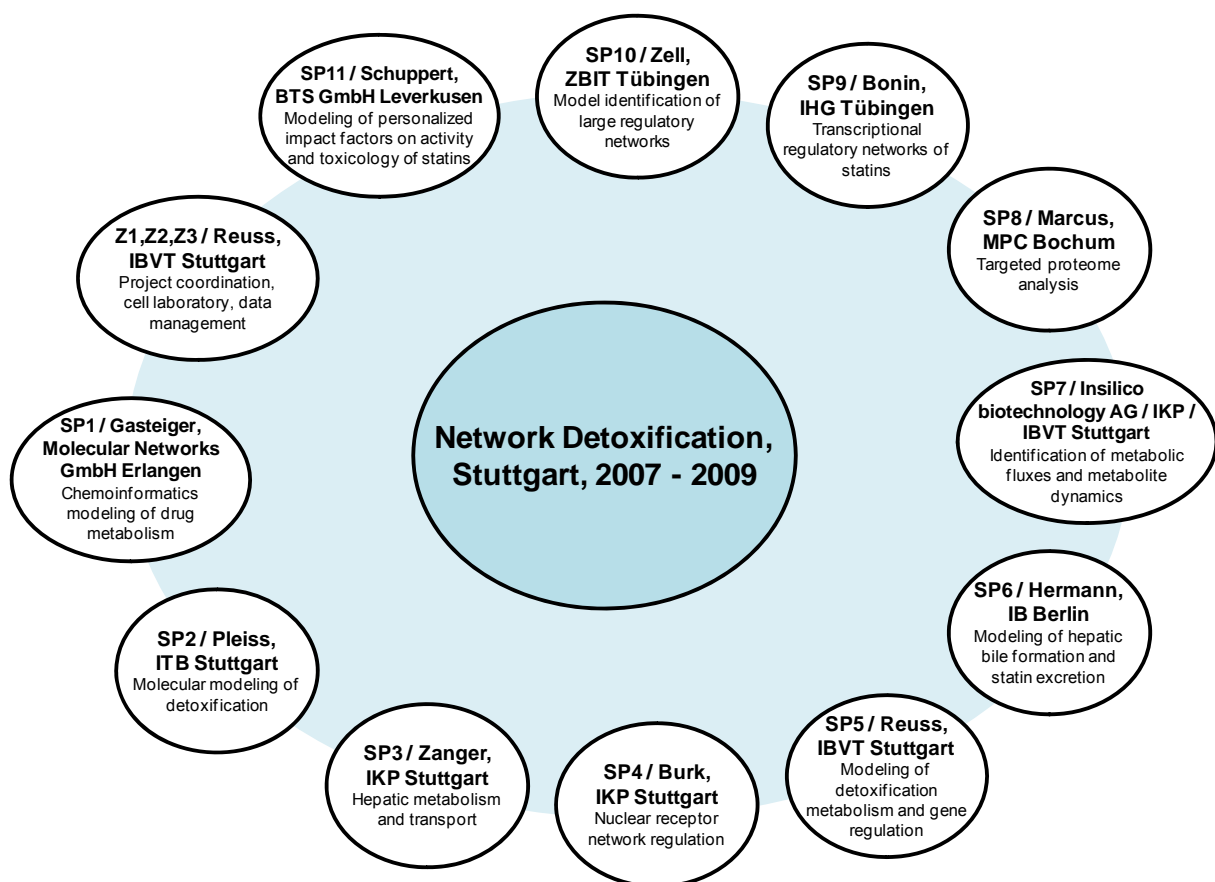 SP10 / Zell,
ZBIT Tübingen
Model identification of
large regulatory
networks
SP9 / Bonin,
IHG Tübingen
Transcriptional
regulatory networks of
statins
SP8 / Marcus,
MPC Bochum
Targeted proteome
analysis
SP7 / Insilico
biotechnology AG / IKP /
IBVT Stuttgart
Identification of metabolic
fluxes and metabolite
dynamics
SP6 / Hermann,
IB Berlin
Modeling of hepatic
bile formation and
statin excretion
SP5 / Reuss,
IBVT Stuttgart
Modeling of
detoxification
metabolism and gene
regulation
SP4 / Burk,
IKP Stuttgart
Nuclear receptor
network regulation
SP3 / Zanger,
IKP Stuttgart
Hepatic metabolism
and transport
SP2 / Pleiss,
ITB Stuttgart
Molecular modeling of
detoxification
SP1 / Gasteiger,
Molecular Networks
GmbH Erlangen
Chemoinformatics
modeling of drug
metabolism
Z1,Z2,Z3 / Reuss,
IBVT Stuttgart
Project coordination,
cell laboratory, data
management
SP11 / Schuppert,
BTS GmbH Leverkusen
Modeling of personalized
impact factors on activity
and toxicology of statins
Network Detoxification,
Stuttgart, 2007 - 2009